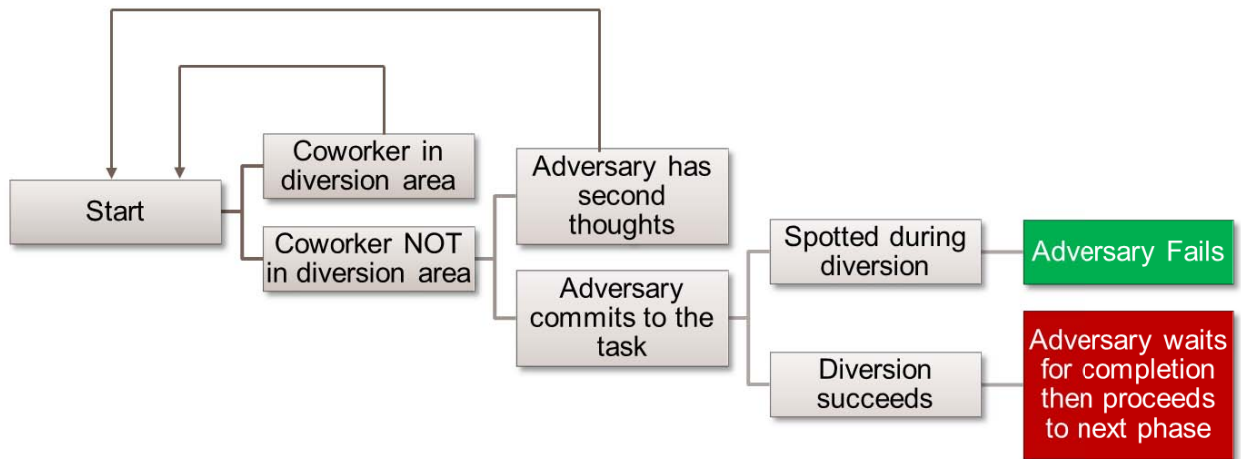 Start
Coworker in
diversion area
Coworker NOT
in diversion area
Adversary has
second
thoughts
Adversary
commits to the
task
Spotted during
diversion
Diversion
succeeds
Adversary Fails
Adversary waits
for completion
then proceeds
to next phase